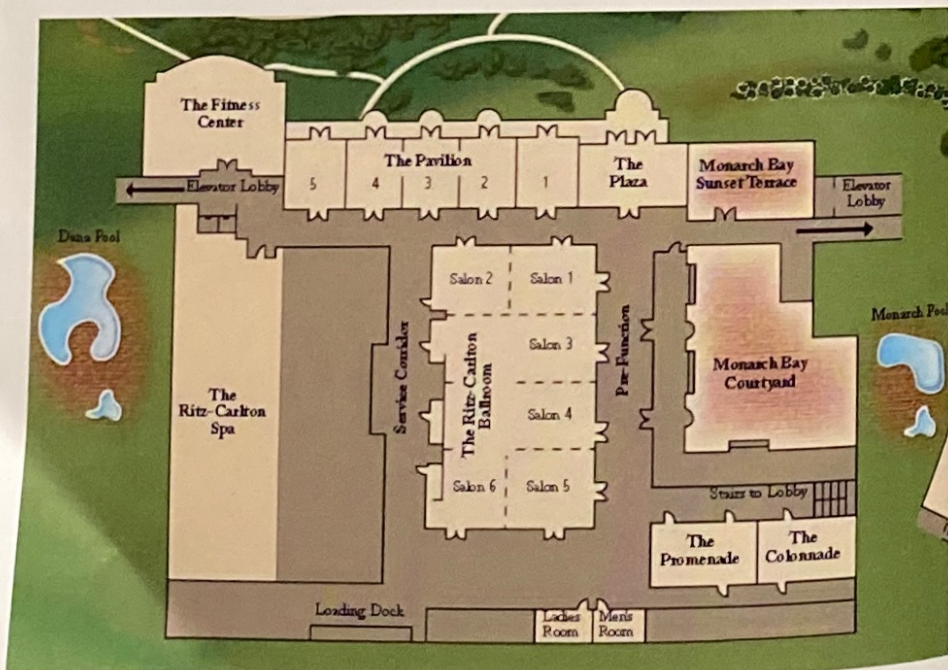 The Fitness
Center
The Pavilion
5
4
3
2
1
The
Plaza
Monarch Bay
Sunset Terrace
Elevator Lobby
Elevator
Lobby
Dana Pool
Monarch Pool
Salon 2
Salon 1
Salon 3
Salon 4
Salon 6
Salon 5
The Ritz-Carlton
Ballroom
Service Corridor
Pre-Function
Monarch Bay
Courtyard
The
Ritz-Carlton
Spa
Stairs to Lobby
The
Promenade
The
Colonnade
Loading Dock
Ladies
Room
Men's
Room